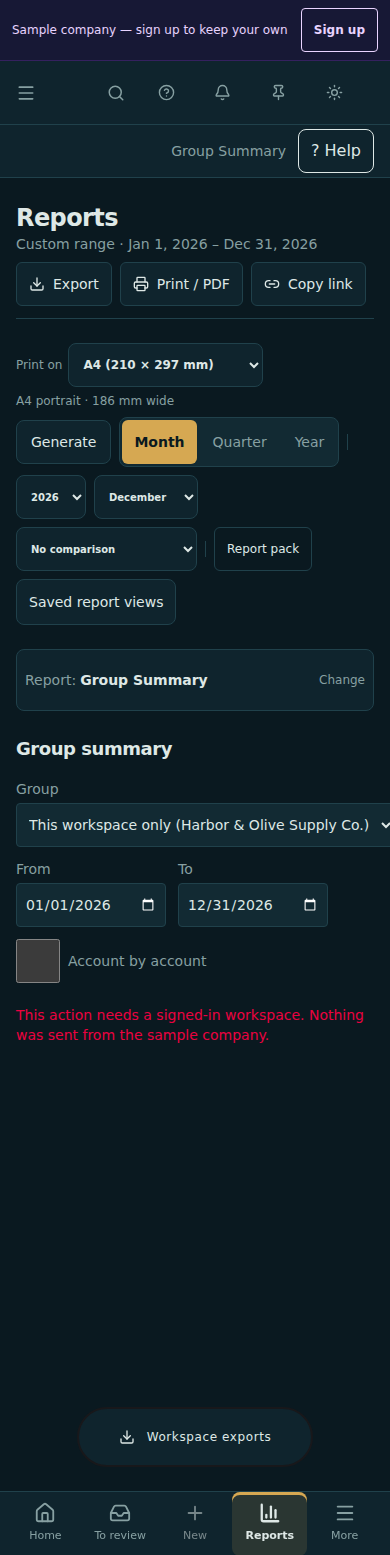 Sample company — sign up to keep your own
Sign up
Group Summary
? Help
Reports
Custom range · Jan 1, 2026 – Dec 31, 2026
Export
Print / PDF
Copy link
Print on
A4 (210 × 297 mm)
A4 portrait · 186 mm wide
Generate
Month
Quarter
Year
2026
December
No comparison
Report pack
Saved report views
Report: Group Summary
Change
Group summary
Group
This workspace only (Harbor & Olive Supply Co.)
From
To
01/01/2026
12/31/2026
Account by account
This action needs a signed-in workspace. Nothing
was sent from the sample company.
Workspace exports
Home
To review
New
Reports
More